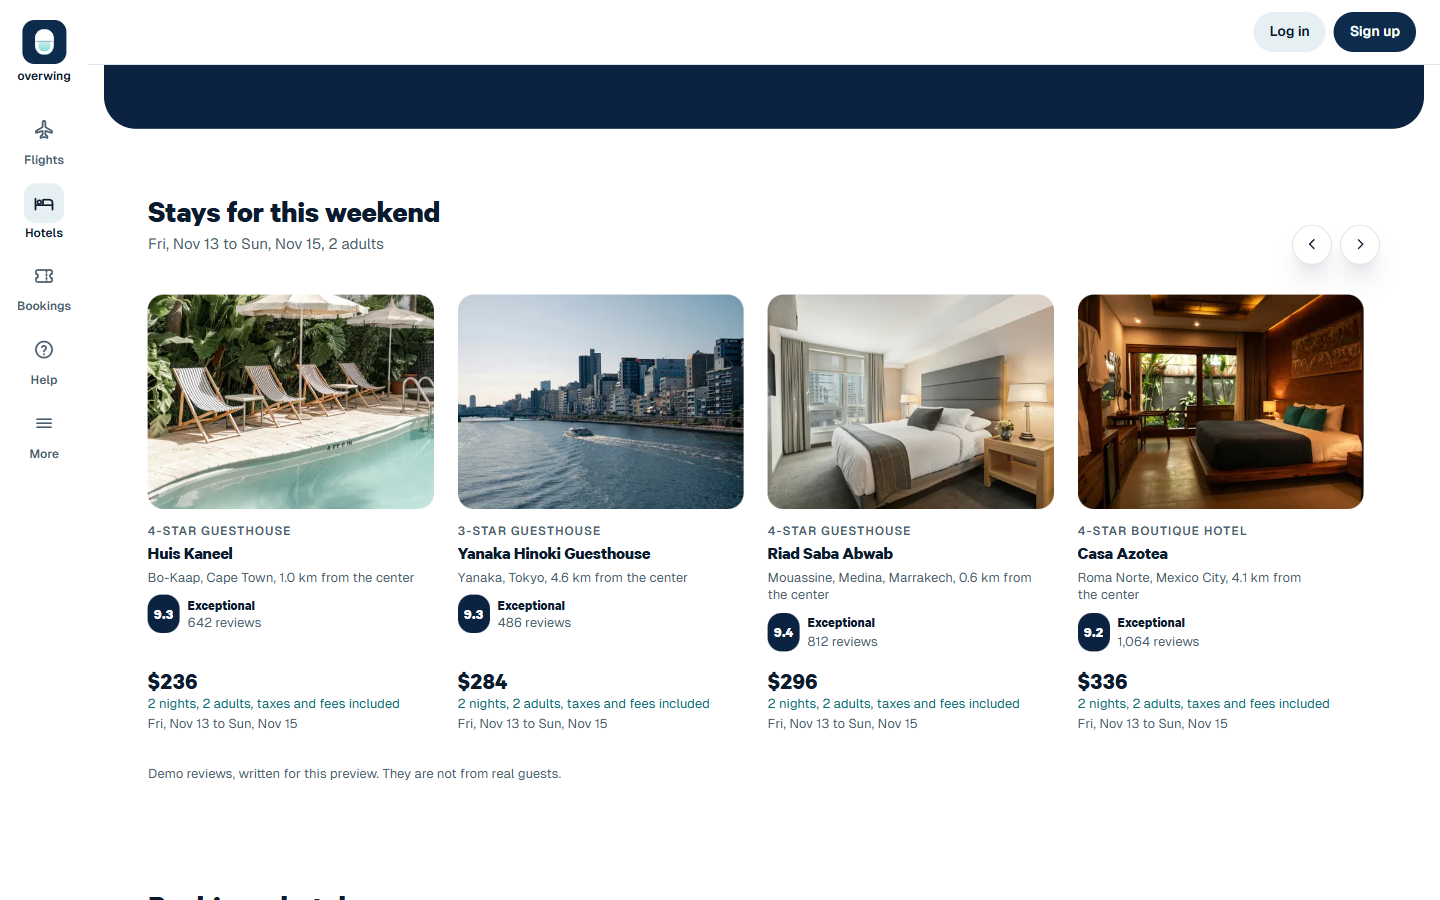 overwing
Log in
Sign up
Flights
Hotels
Bookings
Help
More
Stays for this weekend
Fri, Nov 13 to Sun, Nov 15, 2 adults
4-STAR GUESTHOUSE
Huis Kaneel
Bo-Kaap, Cape Town, 1.0 km from the center
9.3
Exceptional
642 reviews
$236
2 nights, 2 adults, taxes and fees included
Fri, Nov 13 to Sun, Nov 15
3-STAR GUESTHOUSE
Yanaka Hinoki Guesthouse
Yanaka, Tokyo, 4.6 km from the center
9.3
Exceptional
486 reviews
$284
2 nights, 2 adults, taxes and fees included
Fri, Nov 13 to Sun, Nov 15
4-STAR GUESTHOUSE
Riad Saba Abwab
Mouassine, Medina, Marrakech, 0.6 km from
the center
9.4
Exceptional
812 reviews
$296
2 nights, 2 adults, taxes and fees included
Fri, Nov 13 to Sun, Nov 15
4-STAR BOUTIQUE HOTEL
Casa Azotea
Roma Norte, Mexico City, 4.1 km from
the center
9.2
Exceptional
1,064 reviews
$336
2 nights, 2 adults, taxes and fees included
Fri, Nov 13 to Sun, Nov 15
Demo reviews, written for this preview. They are not from real guests.